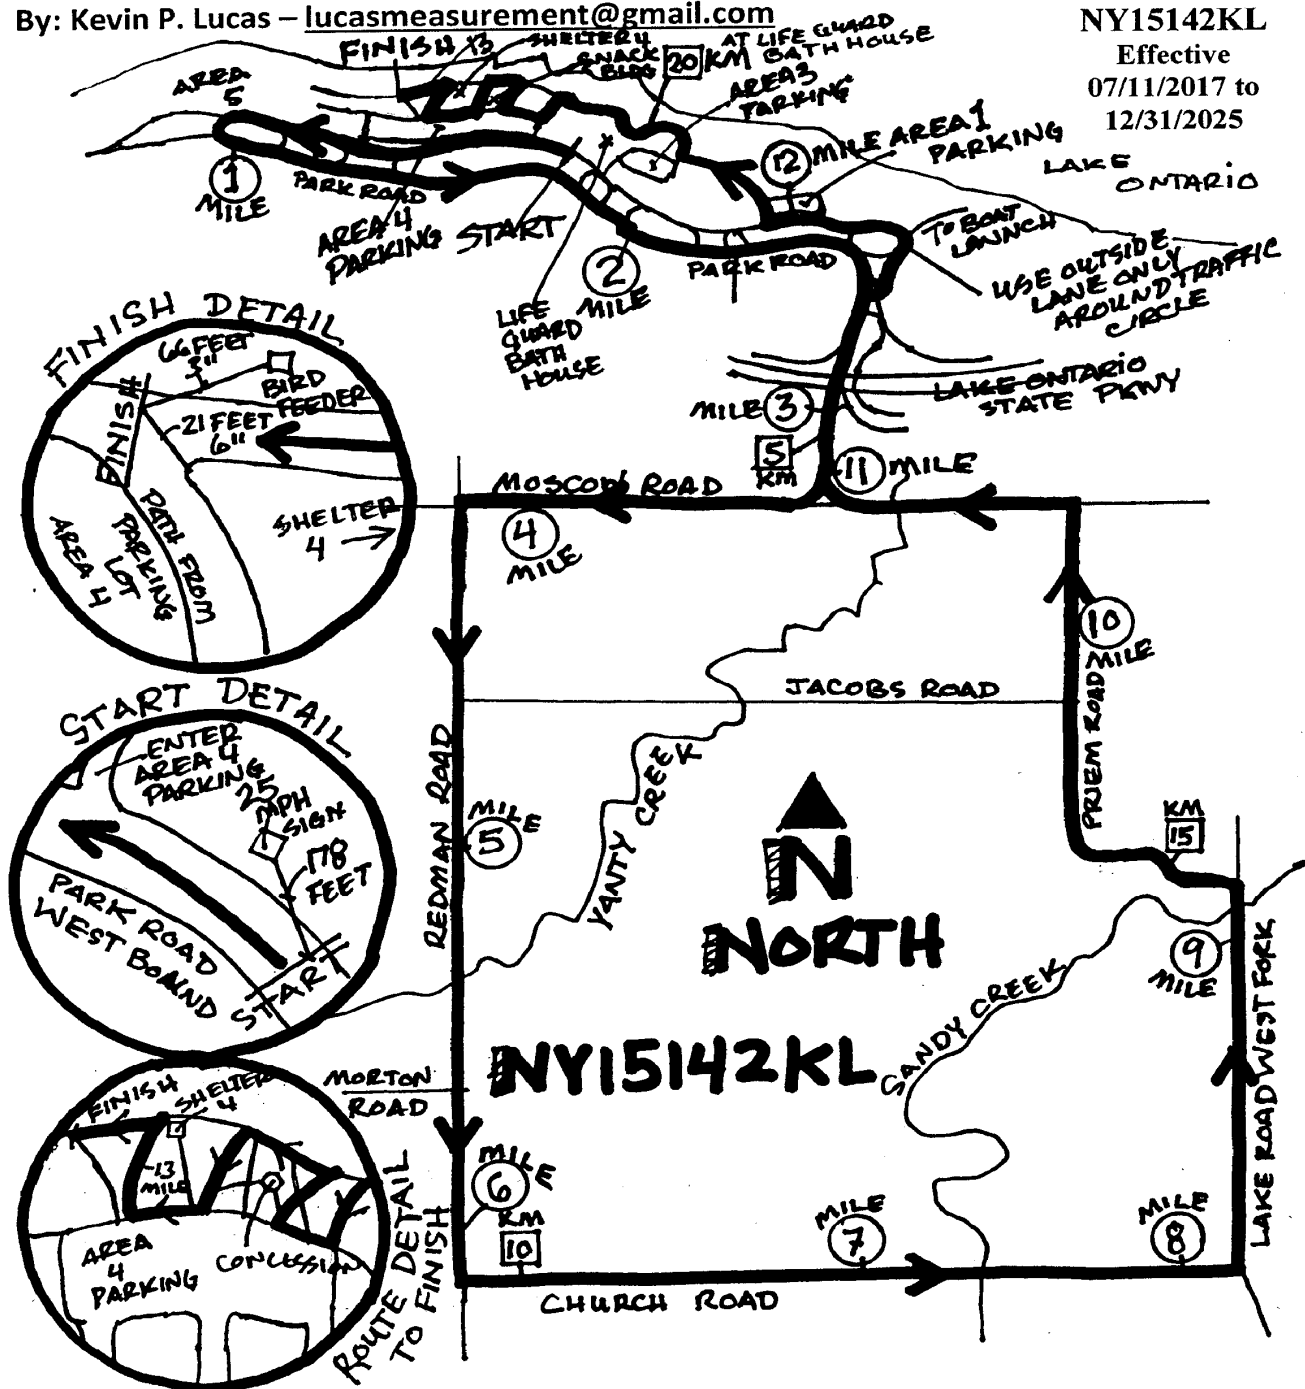 By: Kevin P. Lucas – lucasmeasurement@gmail.com
NY15142KL
Effective
07/11/2017 to
12/31/2025
FINISH
13
SHELTER 4
SNACK
BLDG
20
KM
AT LIFE GUARD
BATH HOUSE
AREA 3
PARKING
AREA
5
12
MILE
AREA 1
PARKING
LAKE
ONTARIO
1
MILE
PARK ROAD
AREA 4
PARKING
START
2
MILE
PARK ROAD
TO BOAT
LAUNCH
USE OUTSIDE
LANE ONLY
AROUND TRAFFIC
CIRCLE
LIFE
GUARD
BATH
HOUSE
LAKE ONTARIO
STATE PKWY
MILE 3
5
KM
11 MILE
MOSCOW ROAD
4
MILE
FINISH DETAIL
66 FEET
3"
BIRD
FEEDER
21 FEET
6"
FINISH
SHELTER
4
PATH FROM
PARKING
LOT
AREA 4
10
MILE
JACOBS ROAD
PRIEM ROAD
REDMAN ROAD
MILE
5
YANTY
CREEK
KM
15
START DETAIL
ENTER
AREA 4
PARKING
25
MPH
SIGN
178
FEET
PARK ROAD
WEST BOUND
START
N
NORTH
9
MILE
SANDY CREEK
LAKE ROAD WEST FORK
NY15142KL
MORTON
ROAD
FINISH
SHELTER
4
13
MILE
AREA
4
PARKING
CONCESSION
ROUTE DETAIL
TO FINISH
MILE
6
KM
10
MILE
7
MILE
8
CHURCH ROAD